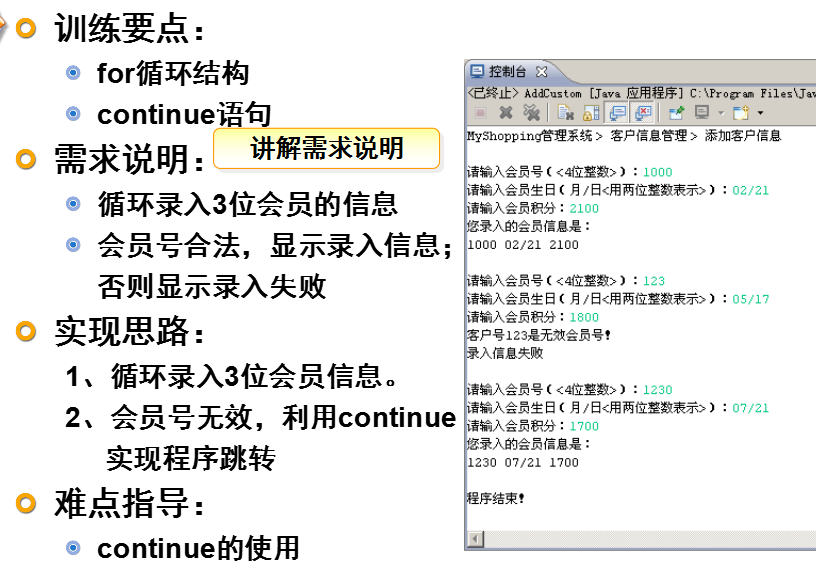 训练要点：
for循环结构
continue语句
讲解需求说明
需求说明：
循环录入3位会员的信息
会员号合法，显示录入信息；
否则显示录入失败
实现思路：
1、循环录入3位会员信息。
2、会员号无效，利用continue
实现程序跳转
难点指导：
continue的使用
控制台
<已终止> AddCustom [Java 应用程序] C:\Program Files\Jav
MyShopping管理系统 > 客户信息管理 > 添加客户信息
请输入会员号（<4位整数>）：1000
请输入会员生日（月/日<用两位整数表示>）：02/21
请输入会员积分：2100
您录入的会员信息是：
1000 02/21 2100
请输入会员号（<4位整数>）：123
请输入会员生日（月/日<用两位整数表示>）：05/17
请输入会员积分：1800
客户号123是无效会员号！
录入信息失败
请输入会员号（<4位整数>）：1230
请输入会员生日（月/日<用两位整数表示>）：07/21
请输入会员积分：1700
您录入的会员信息是：
1230 07/21 1700
程序结束！